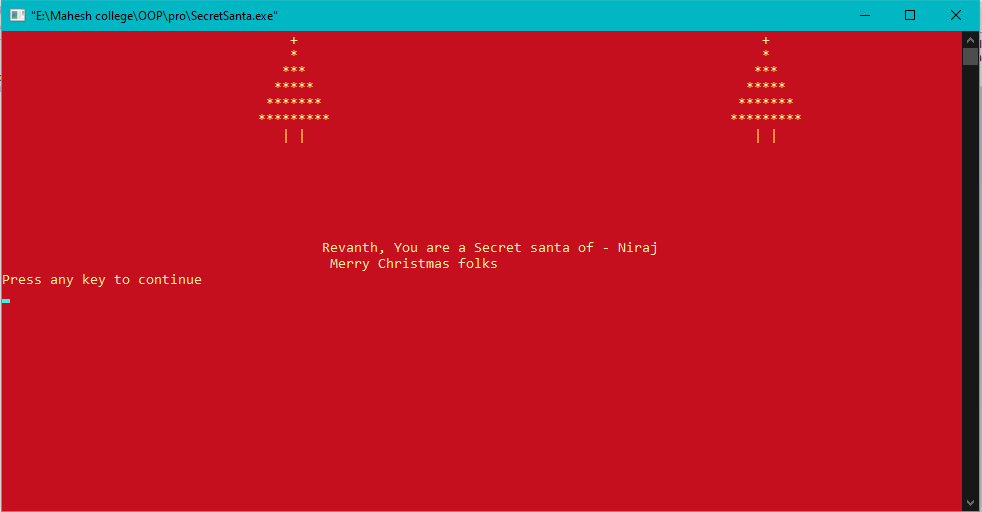 "E:\Mahesh college\OOP\pro\SecretSanta.exe"
+ +
* *
*** ***
***** *****
******* *******
********* *********
| | | |
Revanth, You are a Secret santa of - Niraj
Merry Christmas folks
Press any key to continue